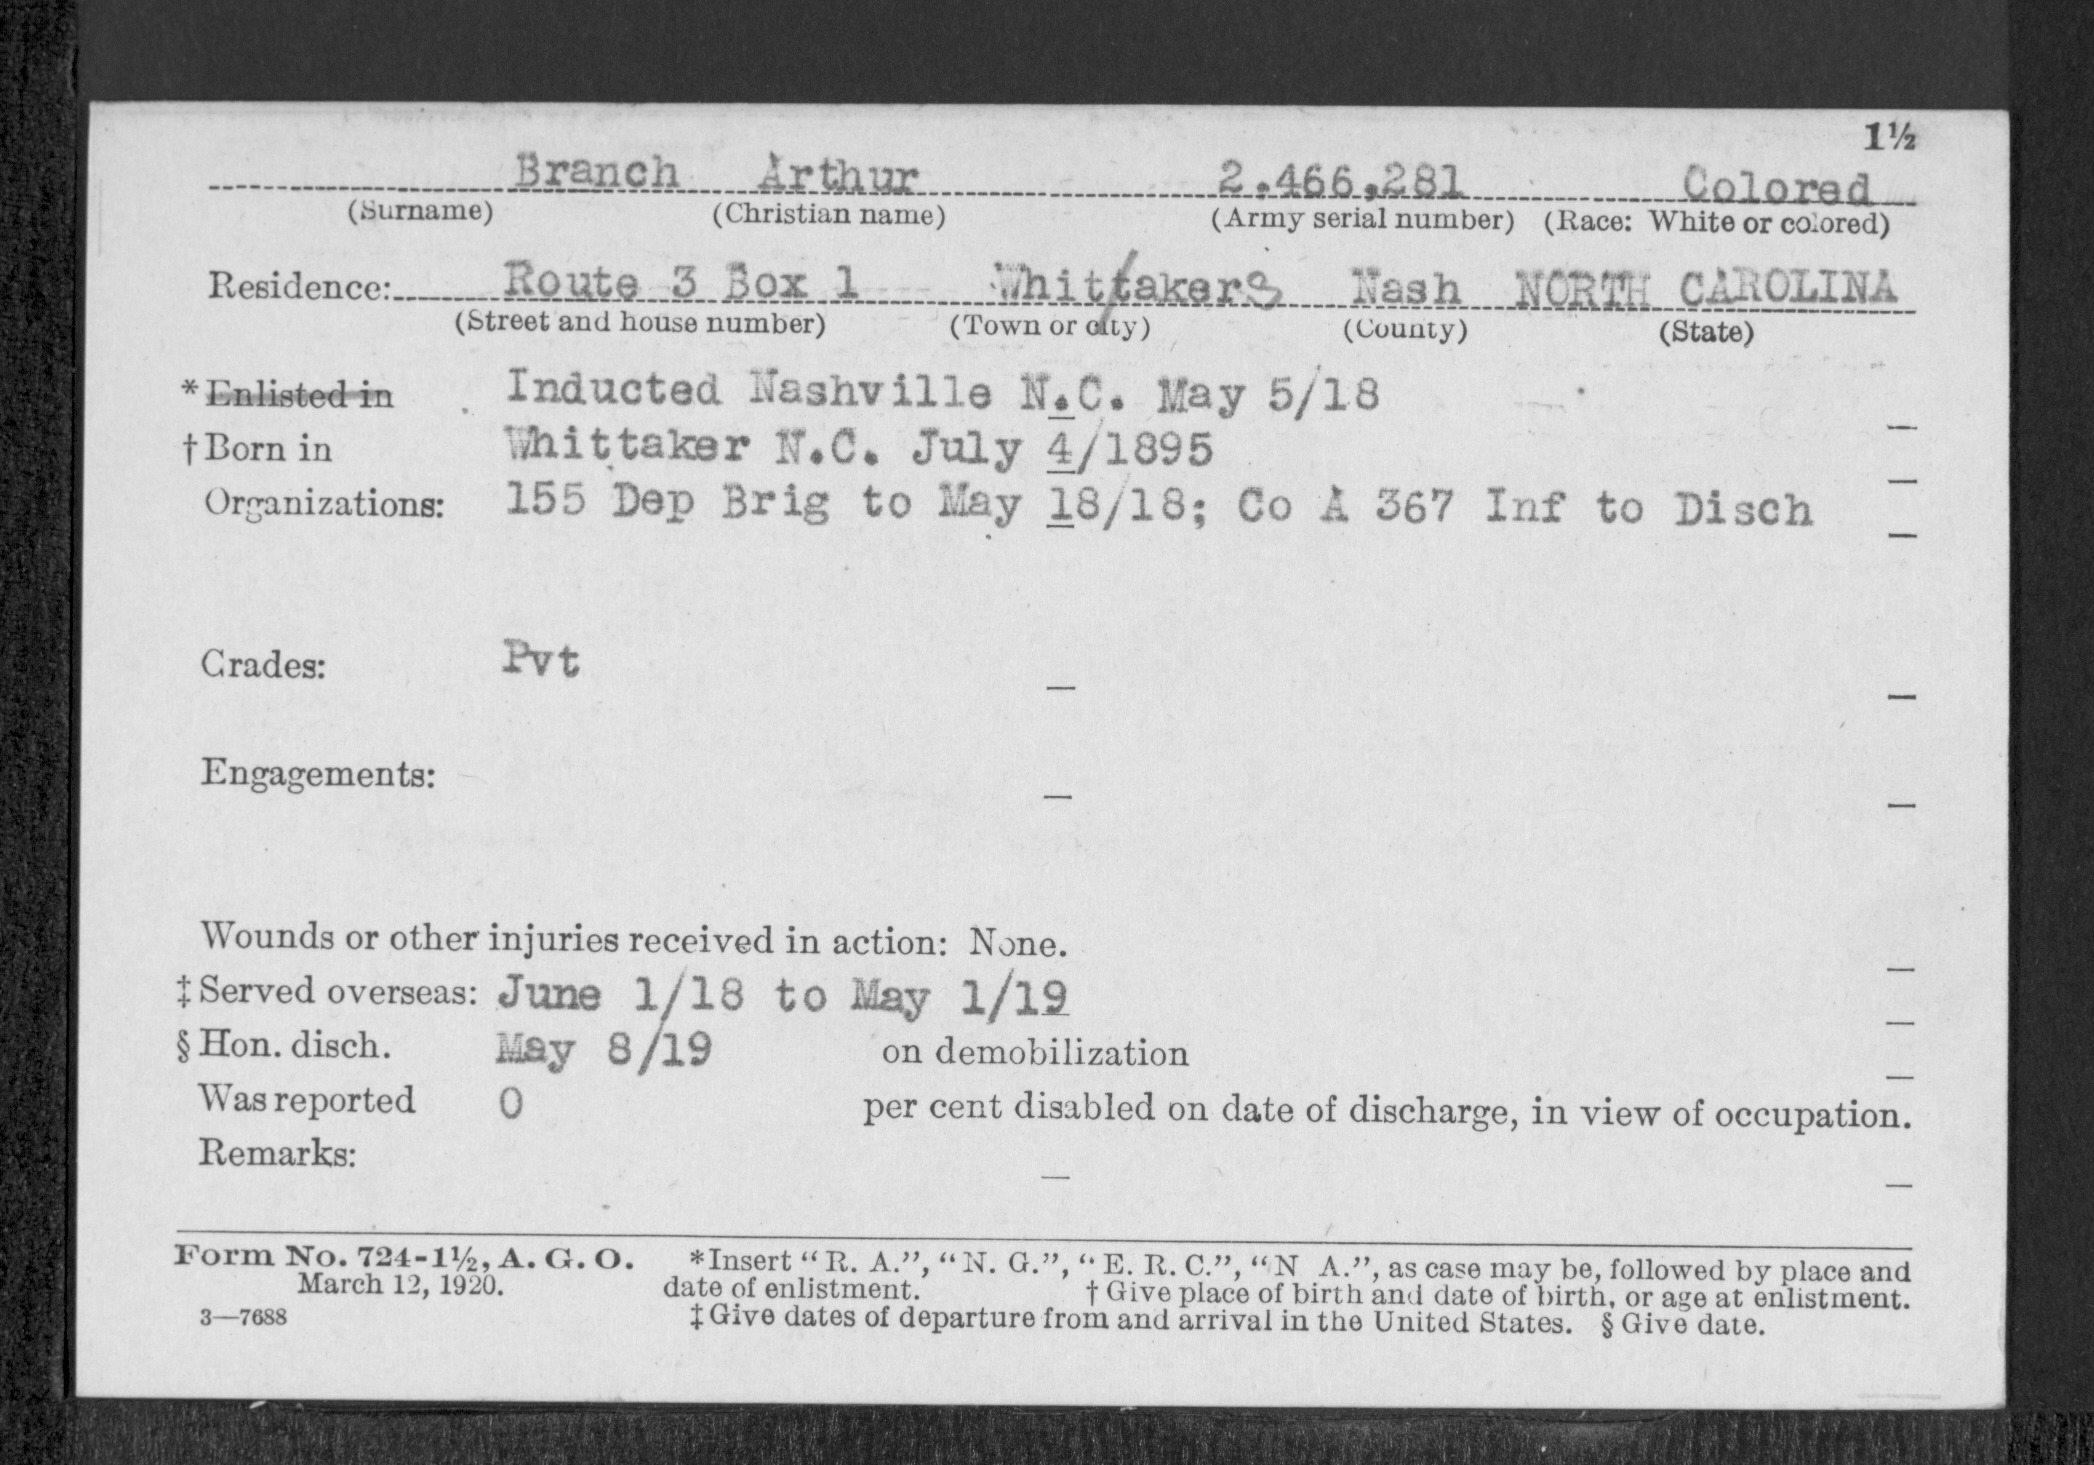 1½
Branch Arthur 2.466,281 Colored
(Surname) (Christian name) (Army serial number) (Race: White or colored)
Residence: Route 3 Box 1 Whittakers Nash NORTH CAROLINA
(Street and house number) (Town or city) (County) (State)
* Enlisted in Inducted Nashville N.C. May 5/18
† Born in Whittaker N.C. July 4/1895
Organizations: 155 Dep Brig to May 18/18; Co A 367 Inf to Disch
Grades: Pvt
Engagements:
Wounds or other injuries received in action: None.
‡ Served overseas: June 1/18 to May 1/19
§ Hon. disch. May 8/19 on demobilization
Was reported 0 per cent disabled on date of discharge, in view of occupation.
Remarks:
Form No. 724-1½, A. G. O. *Insert “R. A.”, “N. G.”, “E. R. C.”, “N A.”, as case may be, followed by place and
March 12, 1920. date of enlistment. † Give place of birth and date of birth, or age at enlistment.
3—7688 ‡ Give dates of departure from and arrival in the United States. § Give date.